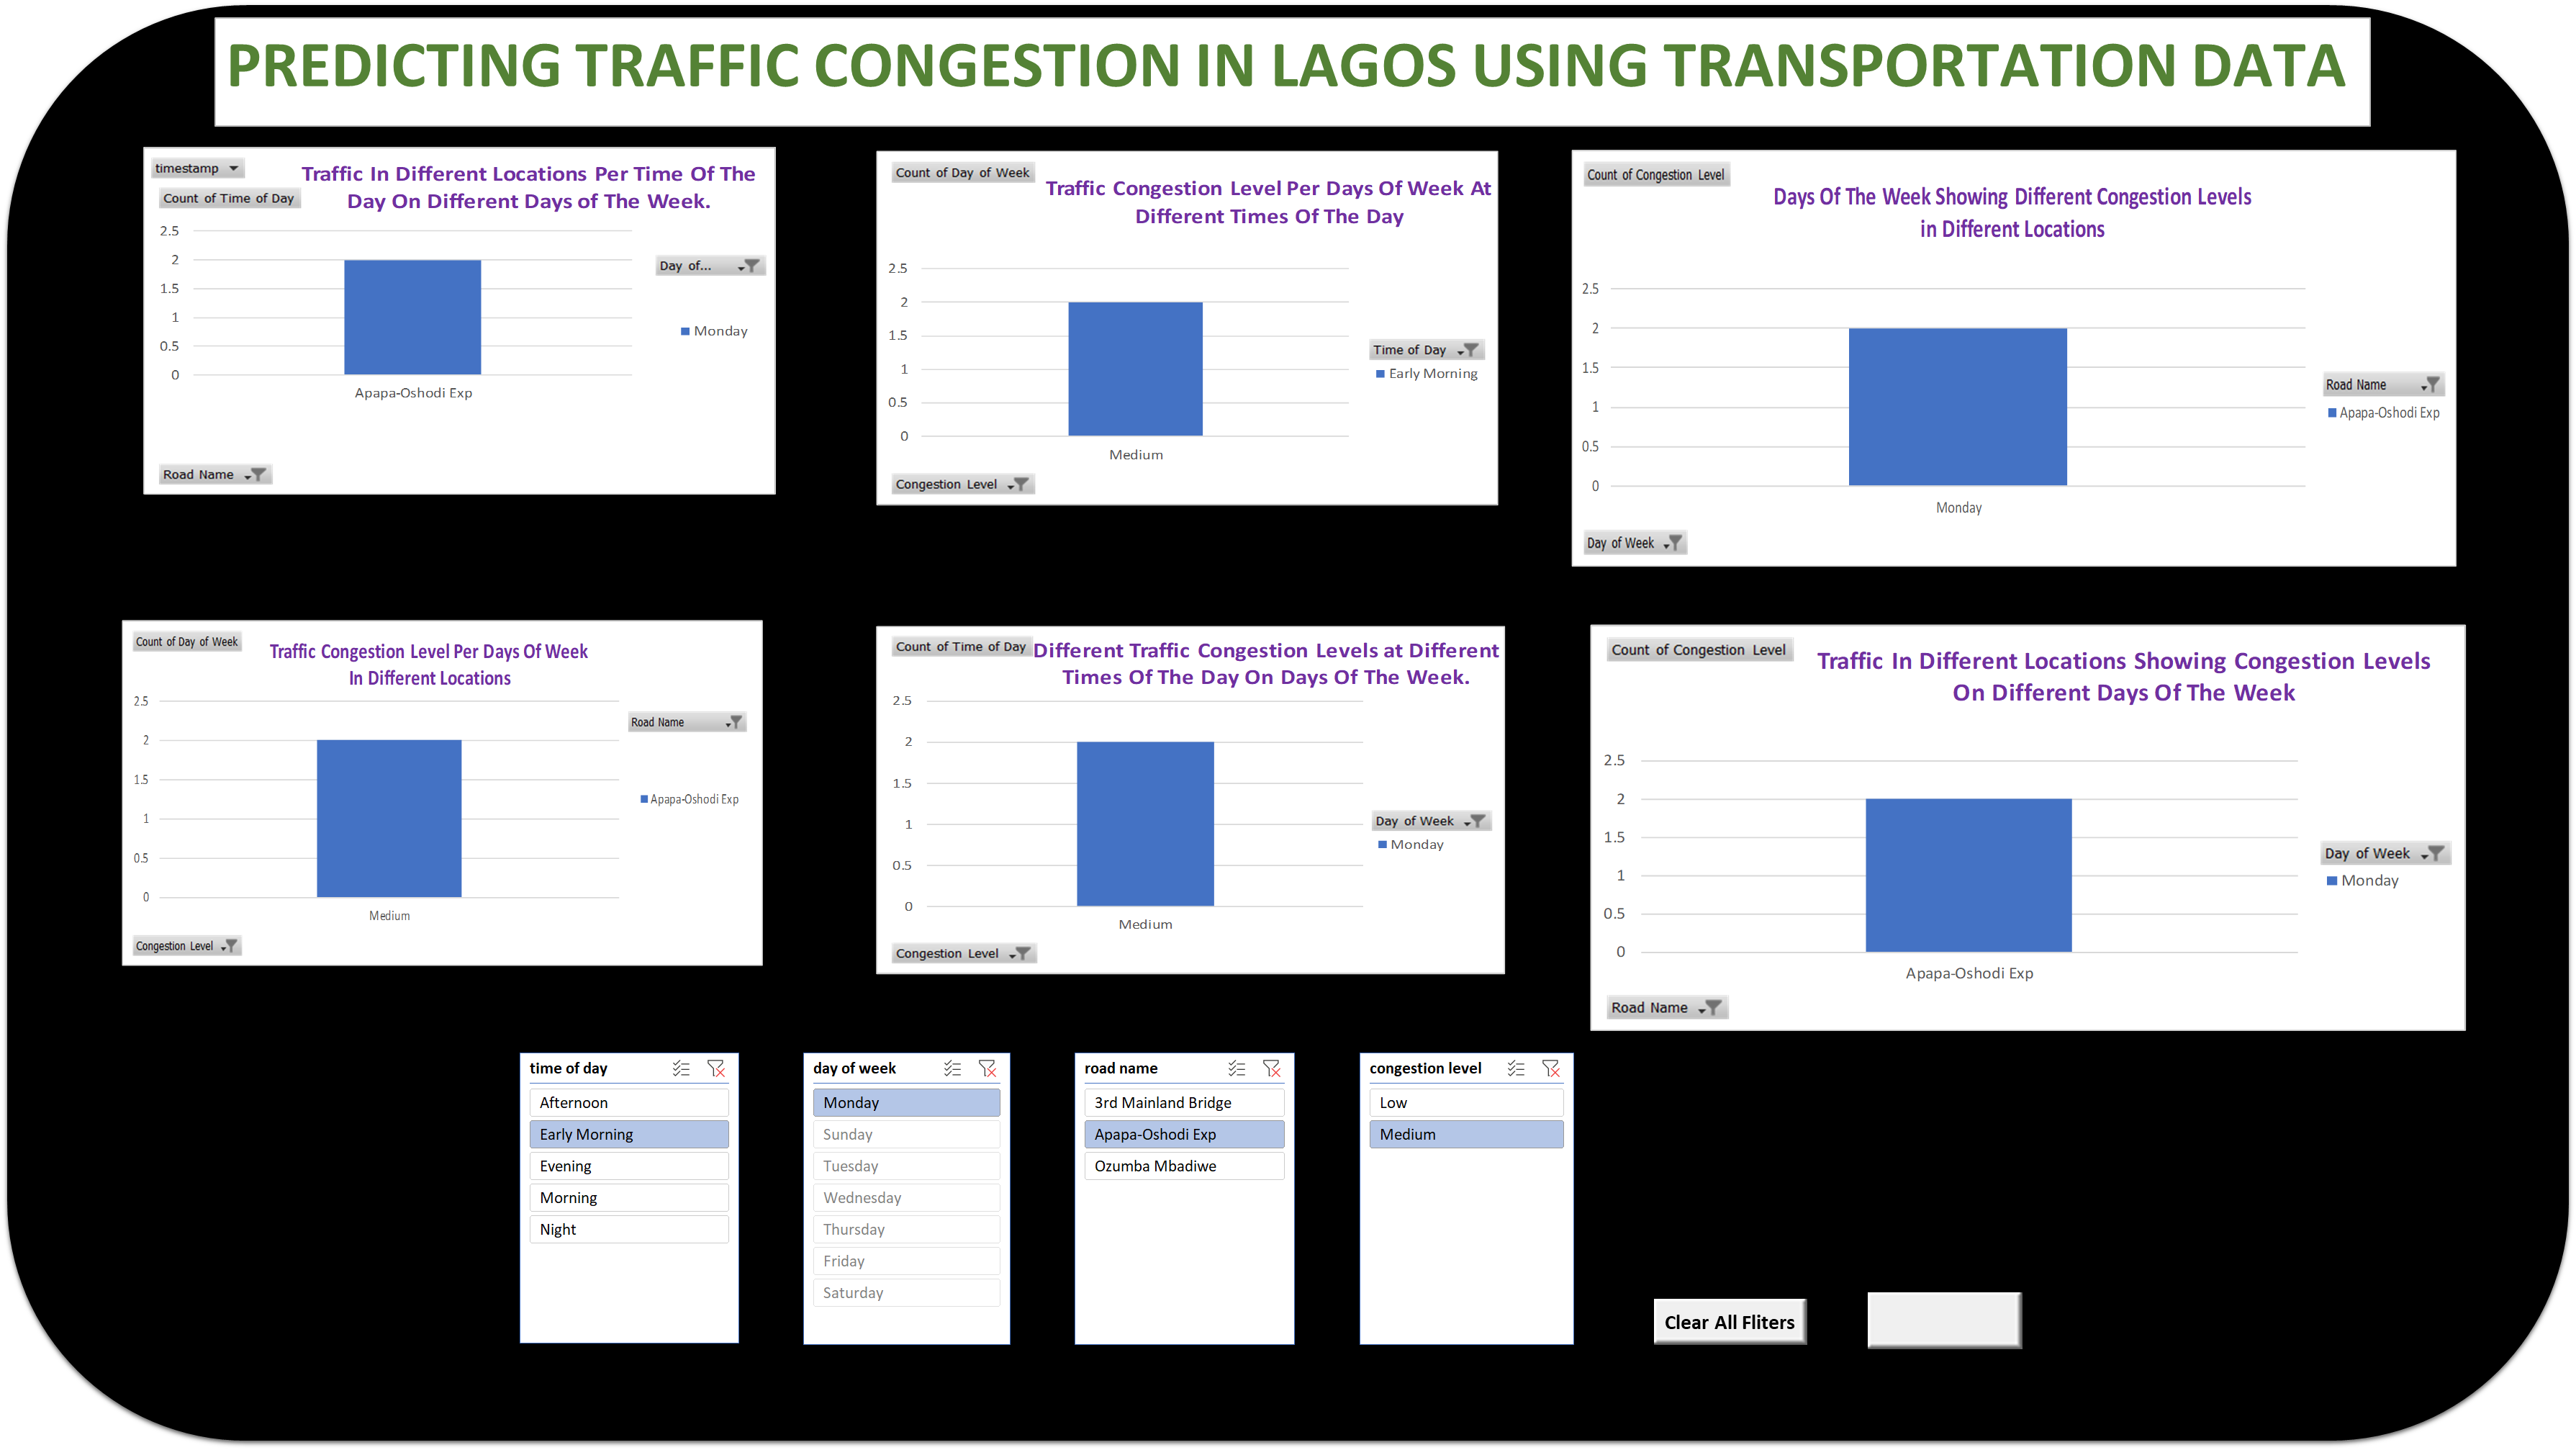 PREDICTING TRAFFIC CONGESTION IN LAGOS USING TRANSPORTATION DATA
timestamp
Count of Time of Day
Traffic In Different Locations Per Time Of The
Day On Different Days of The Week.
2.5
2
1.5
1
0.5
0
Apapa-Oshodi Exp
Day of...
Monday
Road Name
Count of Day of Week
Traffic Congestion Level Per Days Of Week At
Different Times Of The Day
2.5
2
1.5
1
0.5
0
Medium
Time of Day
Early Morning
Congestion Level
Count of Congestion Level
Days Of The Week Showing Different Congestion Levels
in Different Locations
2.5
2
1.5
1
0.5
0
Monday
Road Name
Apapa-Oshodi Exp
Day of Week
Count of Day of Week
Traffic Congestion Level Per Days Of Week
In Different Locations
2.5
2
1.5
1
0.5
0
Medium
Road Name
Apapa-Oshodi Exp
Congestion Level
Count of Time of Day
Different Traffic Congestion Levels at Different
Times Of The Day On Days Of The Week.
2.5
2
1.5
1
0.5
0
Medium
Day of Week
Monday
Congestion Level
Count of Congestion Level
Traffic In Different Locations Showing Congestion Levels
On Different Days Of The Week
2.5
2
1.5
1
0.5
0
Apapa-Oshodi Exp
Day of Week
Monday
Road Name
time of day
Afternoon
Early Morning
Evening
Morning
Night
day of week
Monday
Sunday
Tuesday
Wednesday
Thursday
Friday
Saturday
road name
3rd Mainland Bridge
Apapa-Oshodi Exp
Ozumba Mbadiwe
congestion level
Low
Medium
Clear All Fliters